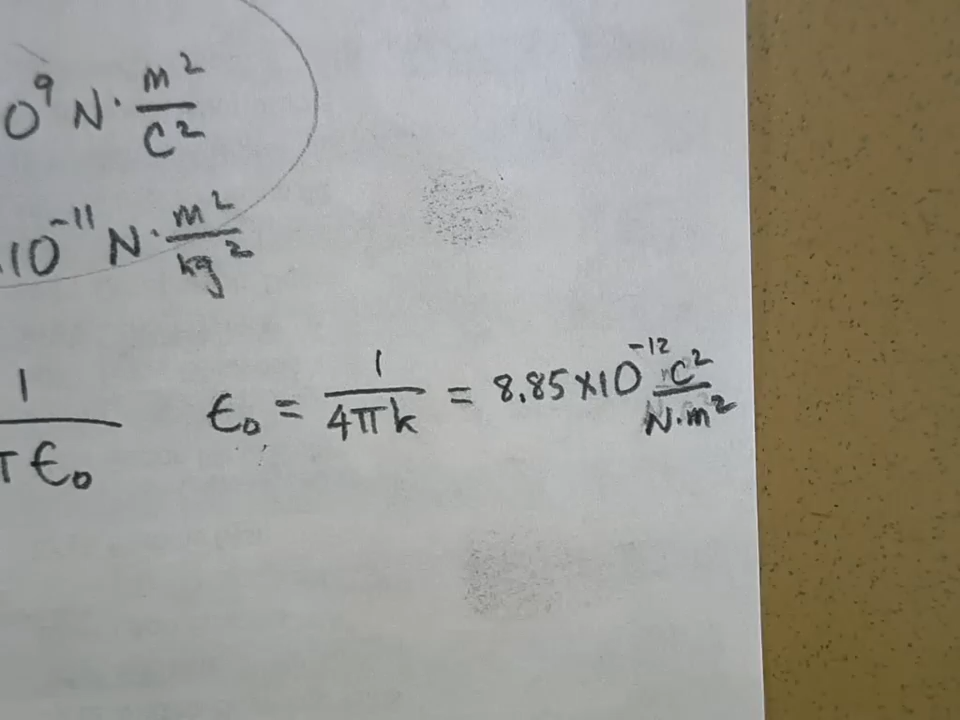 0⁹ N · m²/C²
10⁻¹¹ N · m²/kg²
1/πϵ₀ ϵ₀ = 1/4πk = 8.85×10⁻¹² C²/N·m²